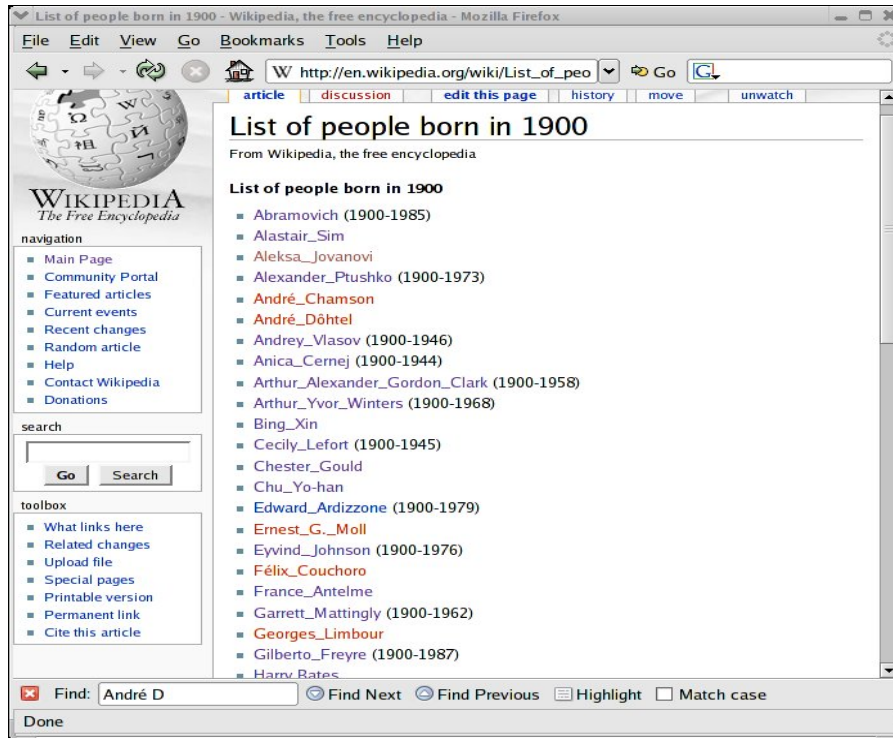 List of people born in 1900 - Wikipedia, the free encyclopedia - Mozilla Firefox
File Edit View Go Bookmarks Tools Help
W http://en.wikipedia.org/wiki/List_of_peo Go G
article discussion edit this page history move unwatch
List of people born in 1900
From Wikipedia, the free encyclopedia
List of people born in 1900
Abramovich (1900-1985)
Alastair_Sim
Aleksa_Jovanovi
Alexander_Ptushko (1900-1973)
André_Chamson
André_Dôhtel
Andrey_Vlasov (1900-1946)
Anica_Cernej (1900-1944)
Arthur_Alexander_Gordon_Clark (1900-1958)
Arthur_Yvor_Winters (1900-1968)
Bing_Xin
Cecily_Lefort (1900-1945)
Chester_Gould
Chu_Yo-han
Edward_Ardizzone (1900-1979)
Ernest_G._Moll
Eyvind_Johnson (1900-1976)
Félix_Couchoro
France_Antelme
Garrett_Mattingly (1900-1962)
Georges_Limbour
Gilberto_Freyre (1900-1987)
Harry Bates
WIKIPEDIA
The Free Encyclopedia
navigation
Main Page
Community Portal
Featured articles
Current events
Recent changes
Random article
Help
Contact Wikipedia
Donations
search
Go Search
toolbox
What links here
Related changes
Upload file
Special pages
Printable version
Permanent link
Cite this article
Find: André D Find Next Find Previous Highlight Match case
Done